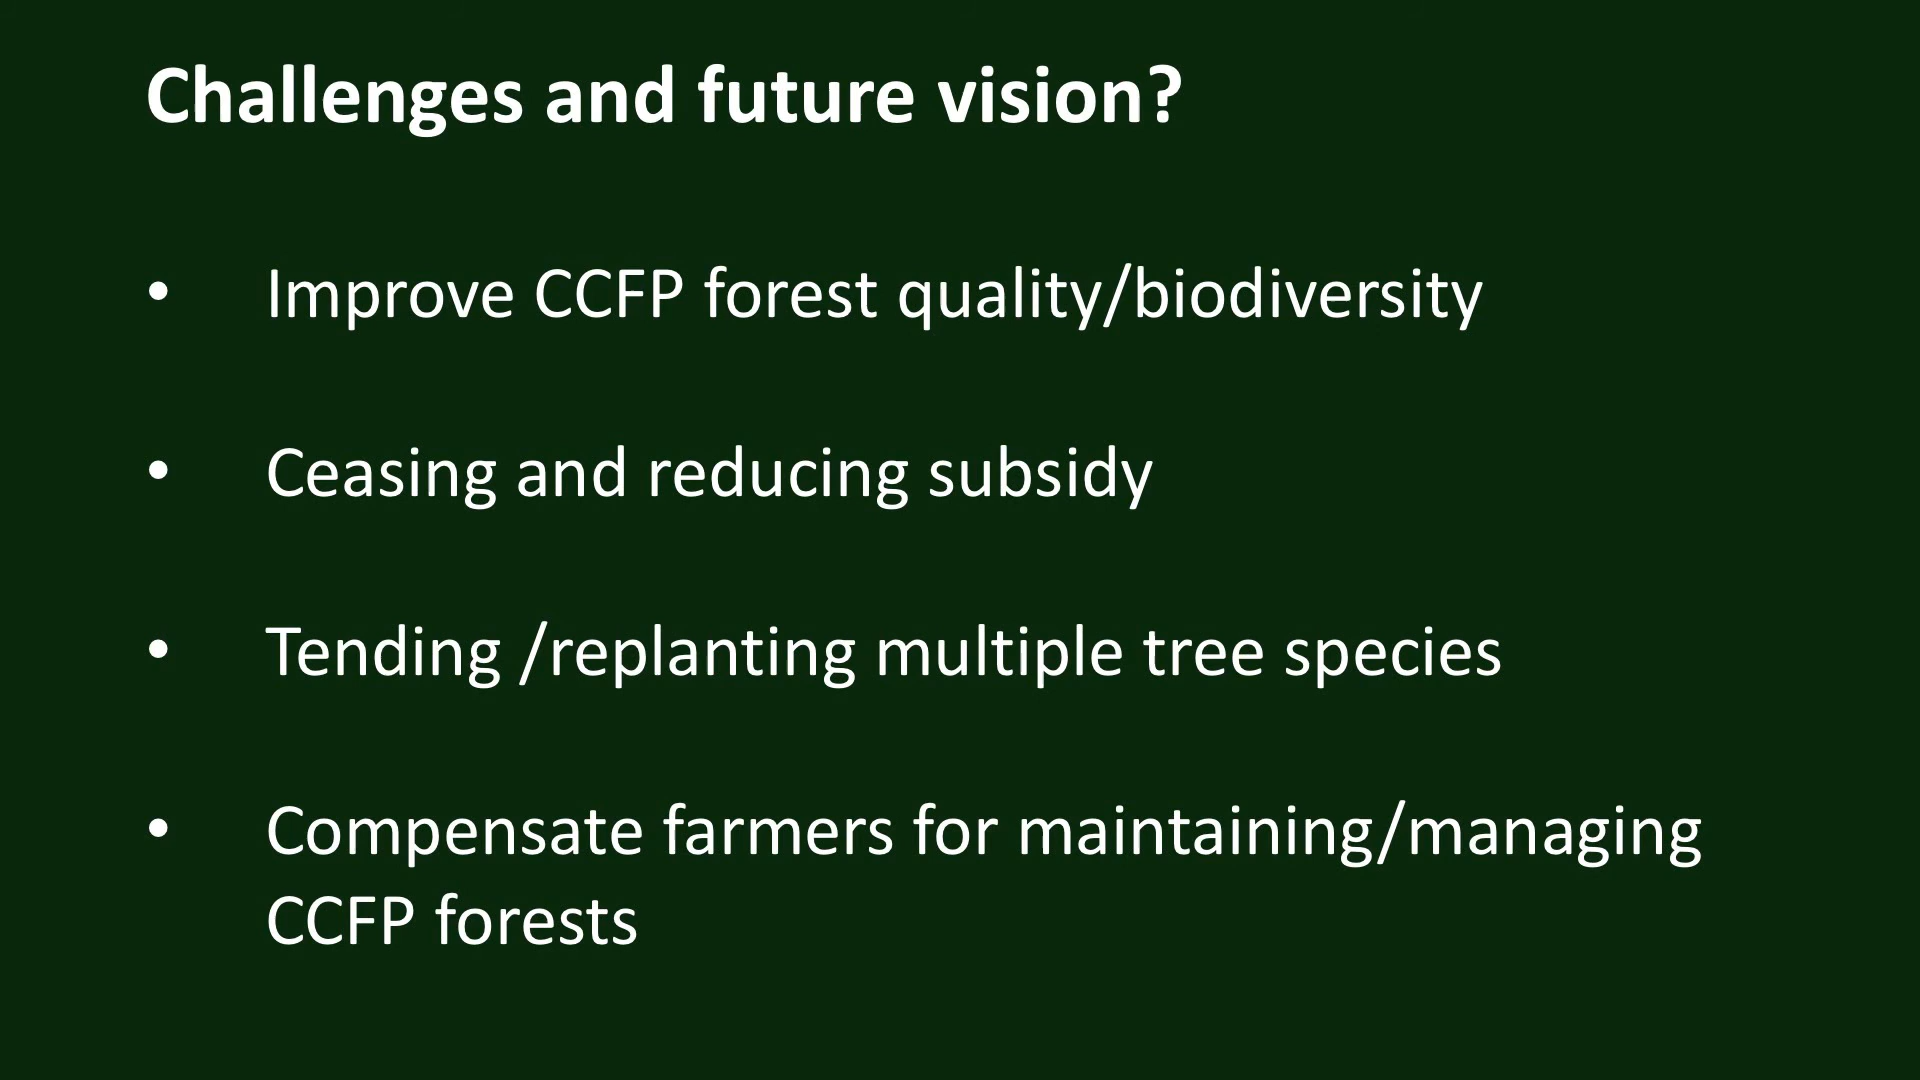 Challenges and future vision?
• Improve CCFP forest quality/biodiversity
• Ceasing and reducing subsidy
• Tending /replanting multiple tree species
• Compensate farmers for maintaining/managing
CCFP forests